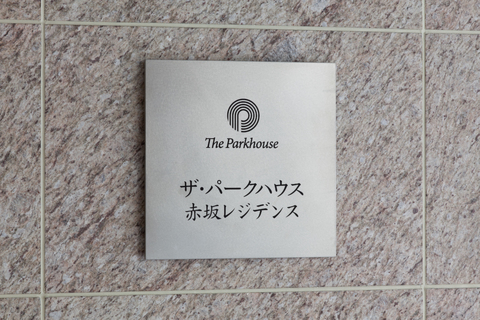 The Parkhouse
ザ・パークハウス
赤坂レジデンス